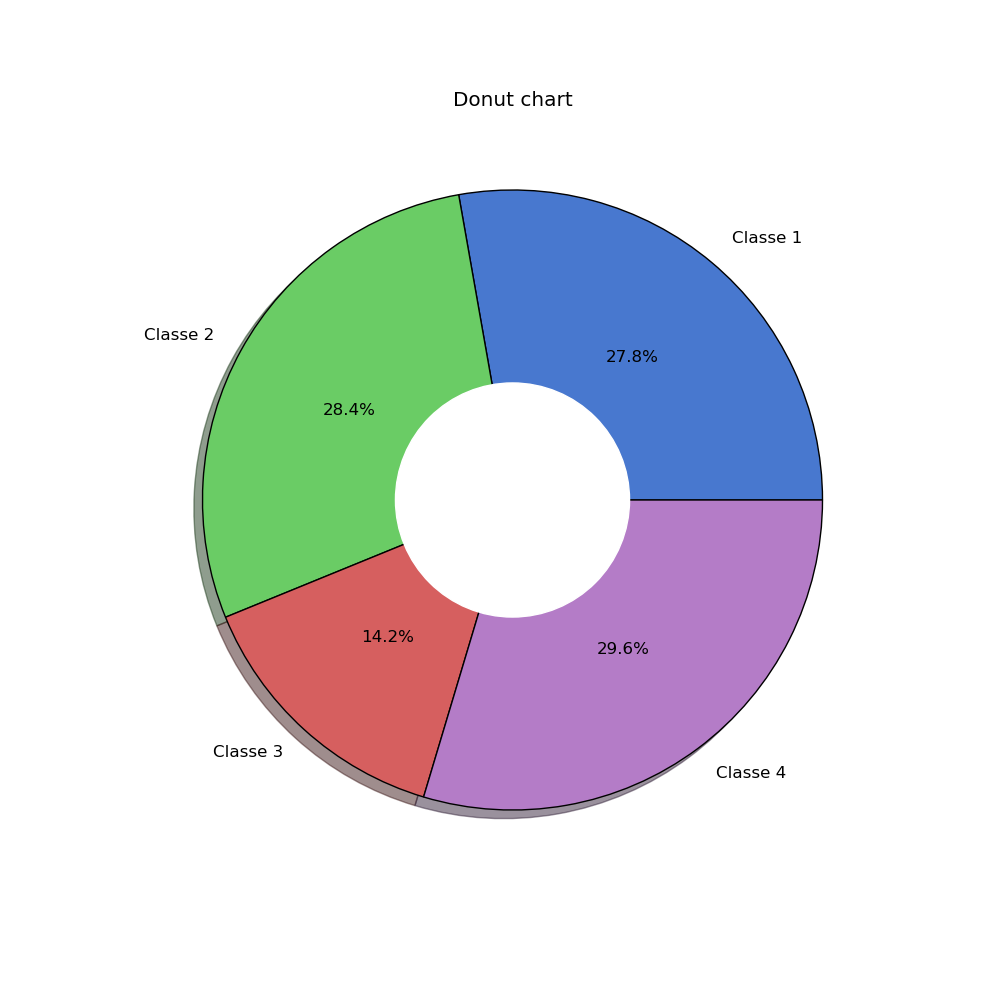 Donut chart
Classe 1
27.8%
Classe 2
28.4%
14.2%
29.6%
Classe 3
Classe 4